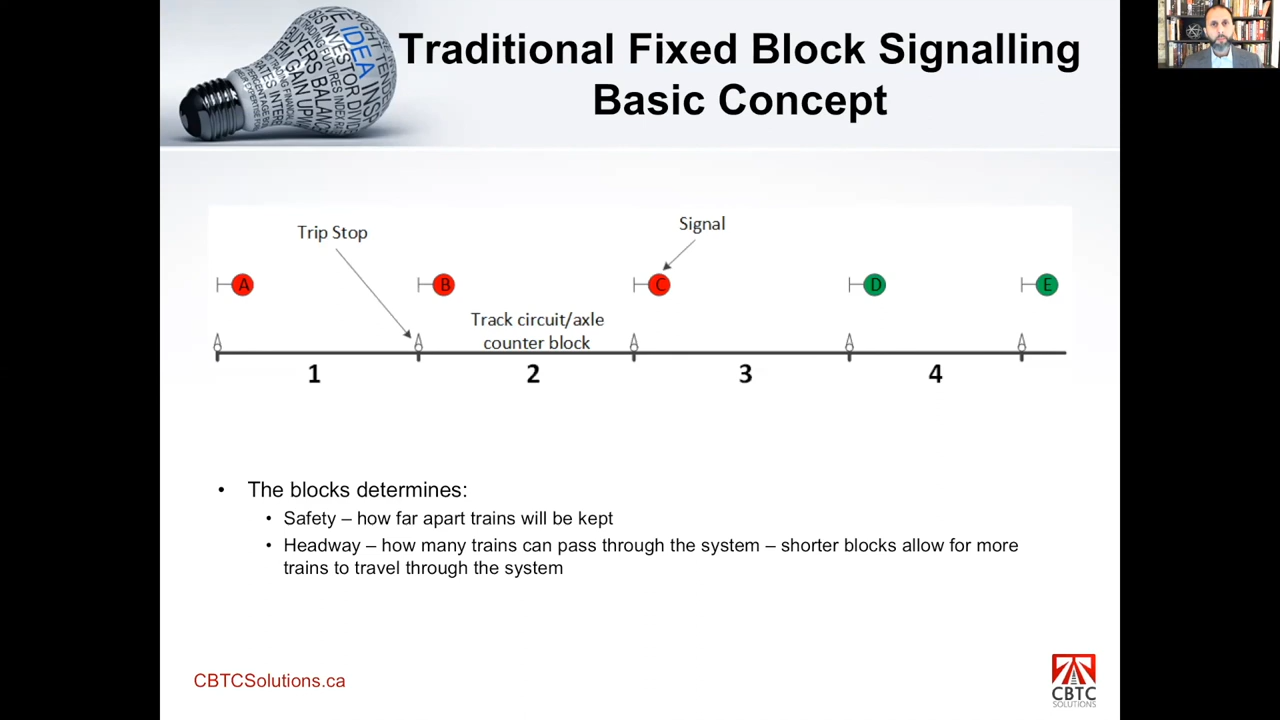 Traditional Fixed Block Signalling
Basic Concept
IDEA
Trip Stop
Signal
A
B
C
D
E
Track circuit/axle
counter block
1
2
3
4
• The blocks determines:
• Safety – how far apart trains will be kept
• Headway – how many trains can pass through the system – shorter blocks allow for more
trains to travel through the system
CBTCSolutions.ca
CBTC
SOLUTIONS